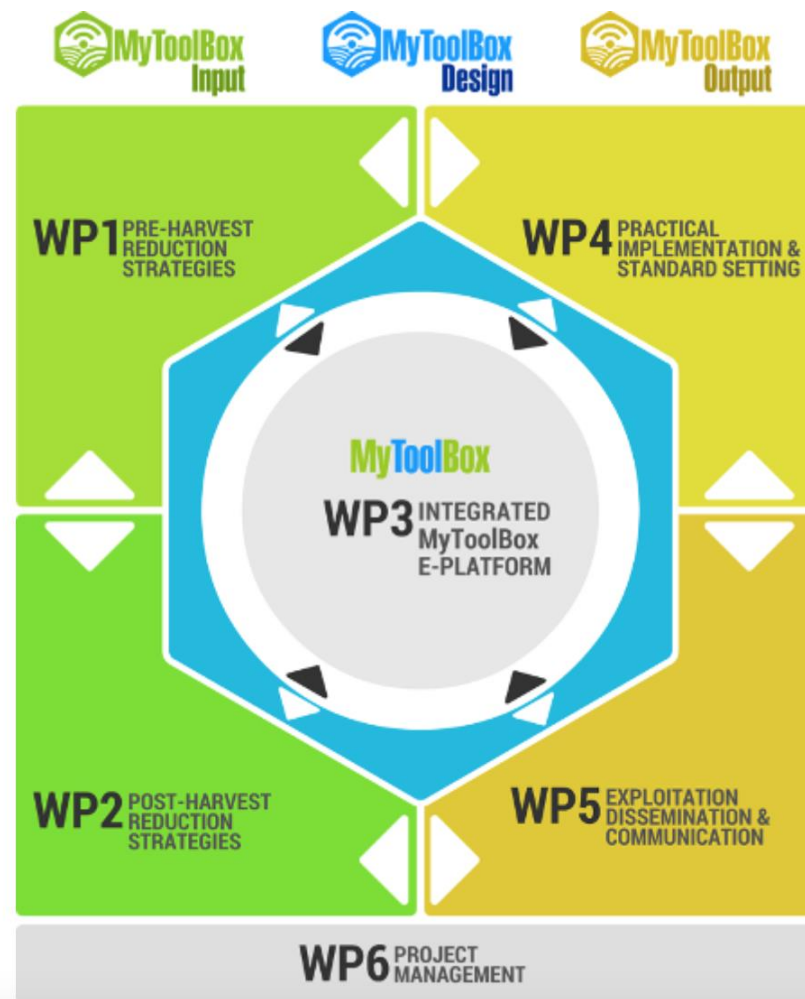 MyToolBox
Input
MyToolBox
Design
MyToolBox
Output
WP1 PRE-HARVEST
REDUCTION
STRATEGIES
WP4 PRACTICAL
IMPLEMENTATION &
STANDARD SETTING
MyToolBox
WP3 INTEGRATED
MyToolBox
E-PLATFORM
WP2 POST-HARVEST
REDUCTION
STRATEGIES
WP5 EXPLOITATION
DISSEMINATION &
COMMUNICATION
WP6 PROJECT
MANAGEMENT